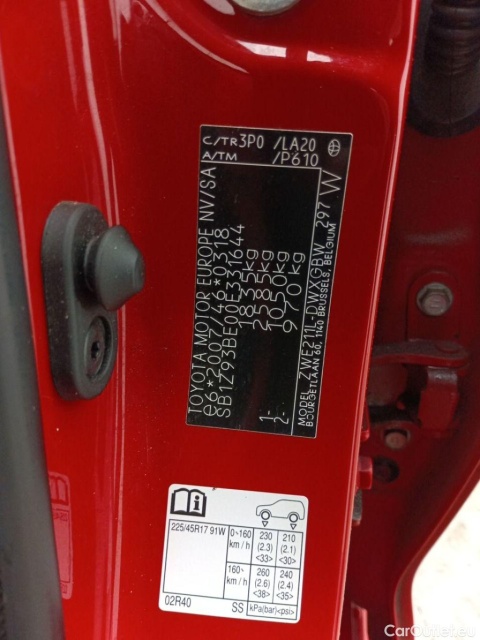 C/TR 3P0 /LA20
A/TM /P610
TOYOTA MOTOR EUROPE NV/SA
e6*2007/46*0318
SB1Z93BE00E331644
1835kg
2585kg
1- 1050kg
2- 970kg
MODEL ZWE211L-DWXGBW 297 W
BOURGETLAAN 60, 1140 BRUSSELS, BELGIUM
225/45R17 91W
0~160 km/h
230 (2.3) <33>
210 (2.1) <30>
160~ km/h
260 (2.6) <38>
240 (2.4) <35>
02R40 SS kPa(bar)<psi>
CarOutlet.eu